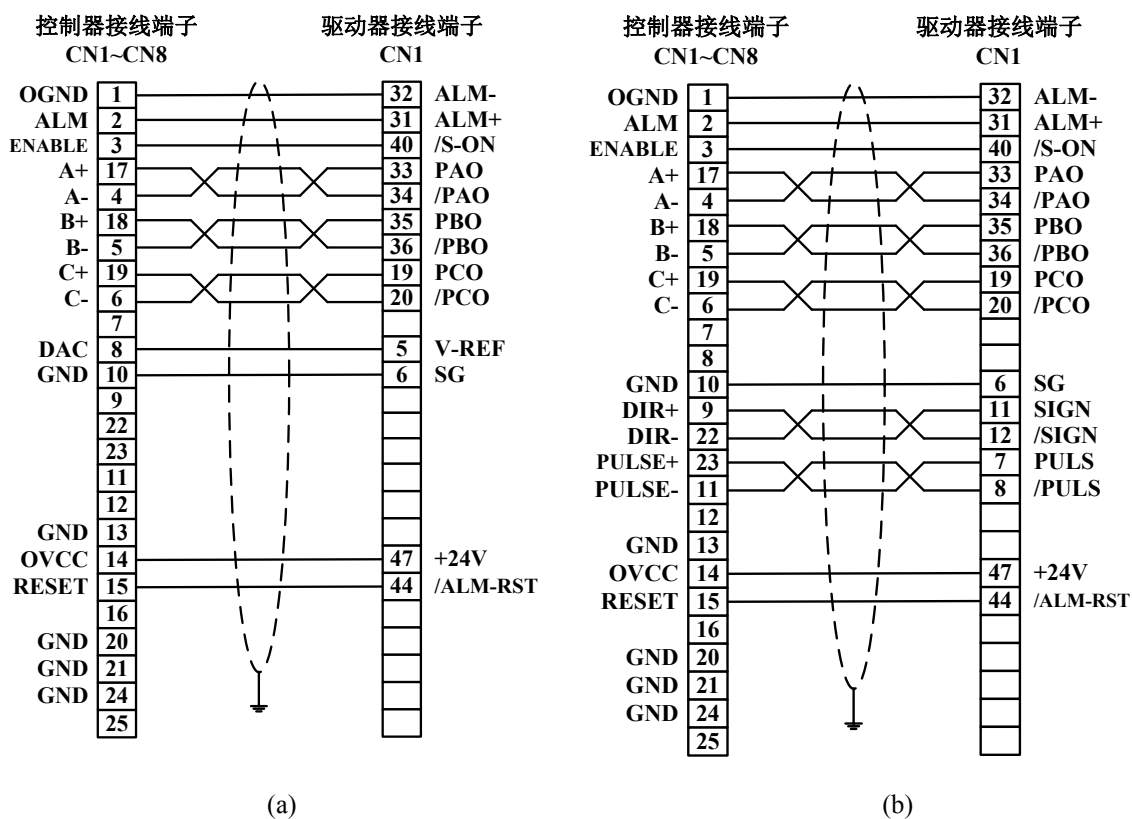 控制器接线端子 驱动器接线端子
CN1~CN8 CN1
OGND 1 32 ALM-
ALM 2 31 ALM+
ENABLE 3 40 /S-ON
A+ 17 33 PAO
A- 4 34 /PAO
B+ 18 35 PBO
B- 5 36 /PBO
C+ 19 19 PCO
C- 6 20 /PCO
7
DAC 8 5 V-REF
GND 10 6 SG
9
22
23
11
12
GND 13
OVCC 14 47 +24V
RESET 15 44 /ALM-RST
16
GND 20
GND 21
GND 24
25
(a)
控制器接线端子 驱动器接线端子
CN1~CN8 CN1
OGND 1 32 ALM-
ALM 2 31 ALM+
ENABLE 3 40 /S-ON
A+ 17 33 PAO
A- 4 34 /PAO
B+ 18 35 PBO
B- 5 36 /PBO
C+ 19 19 PCO
C- 6 20 /PCO
7
8
GND 10 6 SG
DIR+ 9 11 SIGN
DIR- 22 12 /SIGN
PULSE+ 23 7 PULS
PULSE- 11 8 /PULS
12
GND 13
OVCC 14 47 +24V
RESET 15 44 /ALM-RST
16
GND 20
GND 21
GND 24
25
(b)